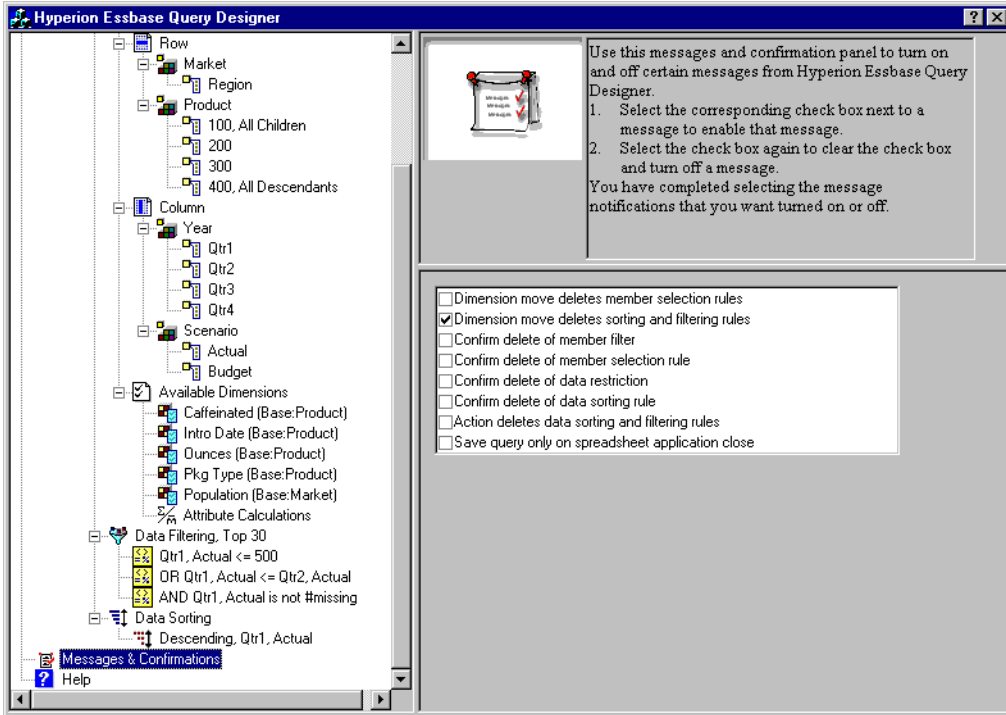 Hyperion Essbase Query Designer
Row
Market
Region
Product
100, All Children
200
300
400, All Descendants
Column
Year
Qtr1
Qtr2
Qtr3
Qtr4
Scenario
Actual
Budget
Available Dimensions
Caffeinated (Base:Product)
Intro Date (Base:Product)
Ounces (Base:Product)
Pkg Type (Base:Product)
Population (Base:Market)
Attribute Calculations
Data Filtering, Top 30
Qtr1, Actual <= 500
OR Qtr1, Actual <= Qtr2, Actual
AND Qtr1, Actual is not #missing
Data Sorting
Descending, Qtr1, Actual
Messages & Confirmations
Help
Messages
Messages
Messages
Use this messages and confirmation panel to turn on
and off certain messages from Hyperion Essbase Query
Designer.
1. Select the corresponding check box next to a
message to enable that message.
2. Select the check box again to clear the check box
and turn off a message.
You have completed selecting the message
notifications that you want turned on or off.
Dimension move deletes member selection rules
Dimension move deletes sorting and filtering rules
Confirm delete of member filter
Confirm delete of member selection rule
Confirm delete of data restriction
Confirm delete of data sorting rule
Action deletes data sorting and filtering rules
Save query only on spreadsheet application close